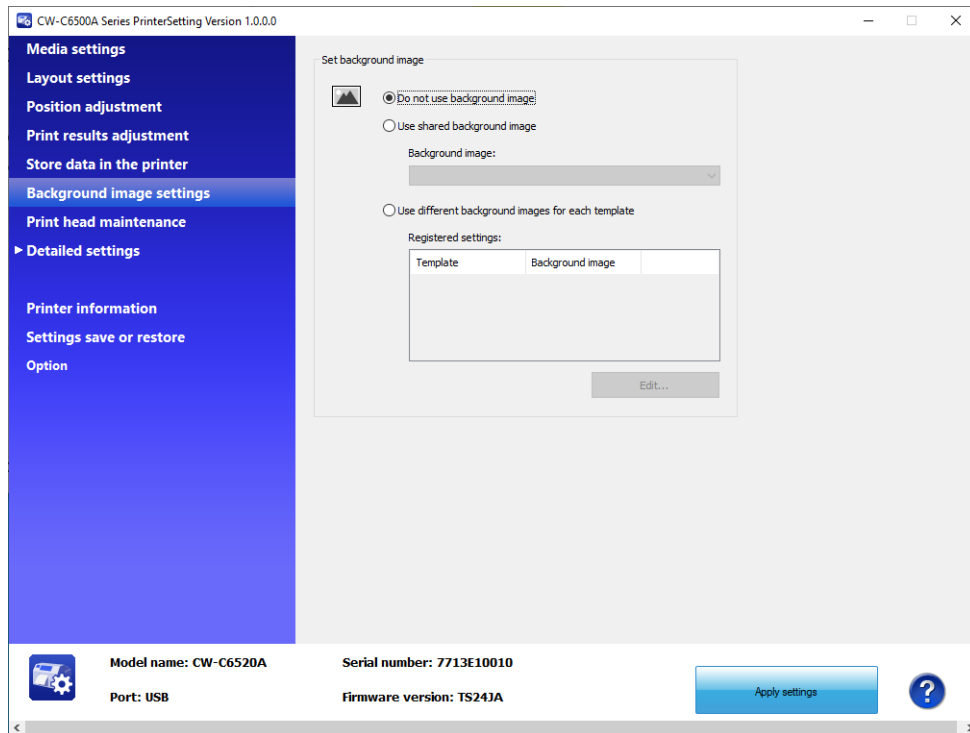 CW-C6500A Series PrinterSetting Version 1.0.0.0
Media settings
Layout settings
Position adjustment
Print results adjustment
Store data in the printer
Background image settings
Print head maintenance
Detailed settings
Printer information
Settings save or restore
Option
Set background image
Do not use background image
Use shared background image
Background image:
Use different background images for each template
Registered settings:
Template Background image
Edit...
Model name: CW-C6520A Serial number: 7713E10010
Port: USB Firmware version: TS24JA
Apply settings
?